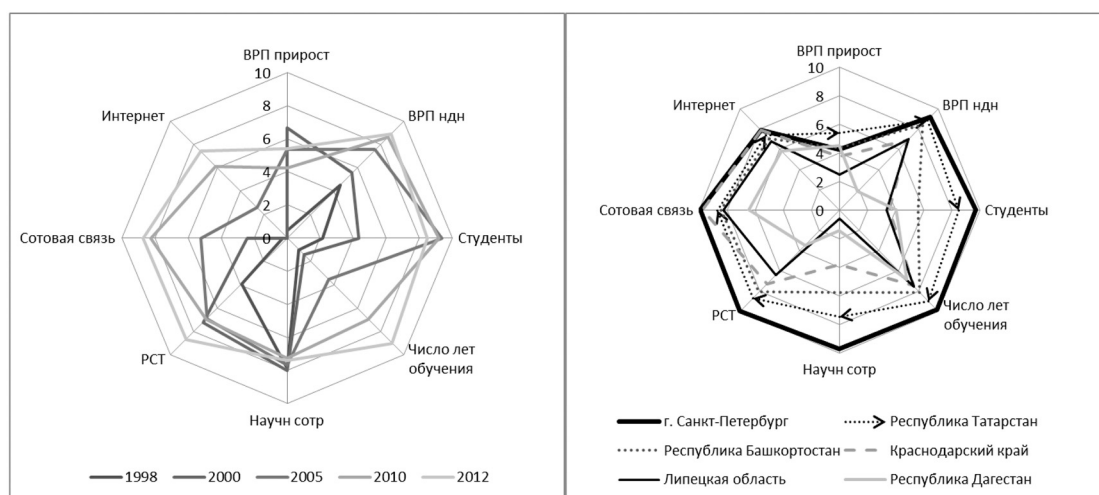 ВРП прирост
10
8
6
4
2
0
ВРП ндн
Студенты
Число лет
обучения
Научн сотр
РСТ
Сотовая связь
Интернет
1998
2000
2005
2010
2012
ВРП прирост
10
8
6
4
2
0
ВРП ндн
Студенты
Число лет
обучения
Научн сотр
РСТ
Сотовая связь
Интернет
г. Санкт-Петербург
Республика Татарстан
Республика Башкортостан
Краснодарский край
Липецкая область
Республика Дагестан